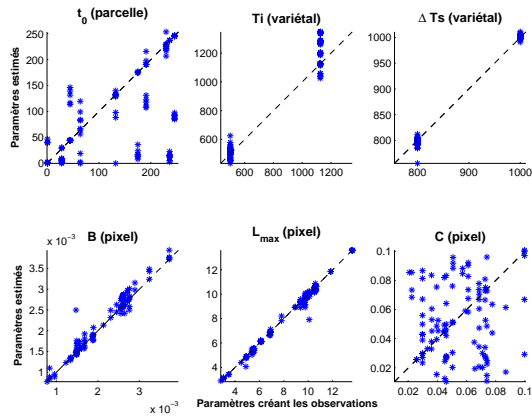 t₀ (parcelle)
Ti (variétal)
Δ Ts (variétal)
Paramètres estimés
250
200
150
100
50
0
0 100 200
1200
1000
800
600
600 800 1000 1200
1000
950
900
850
800
800 900 1000
B (pixel)
L_max (pixel)
C (pixel)
Paramètres estimés
x 10⁻³
3.5
3
2.5
2
1.5
1
1 2 3
x 10⁻³
14
12
10
8
6
4
4 6 8 10 12
0.1
0.08
0.06
0.04
0.02
0.02 0.04 0.06 0.08 0.1
Paramètres créant les observations